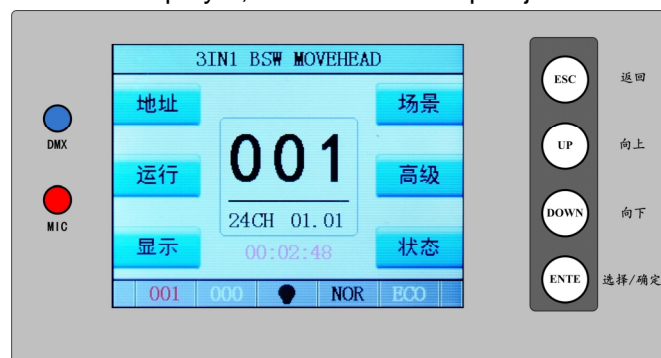 3IN1 BSW MOVEHEAD
地址
场景
001
运行
高级
24CH 01.01
显示
00:02:48
状态
001 000 NOR ECO
DMX
MIC
ESC 返回
UP 向上
DOWN 向下
ENTE 选择/确定